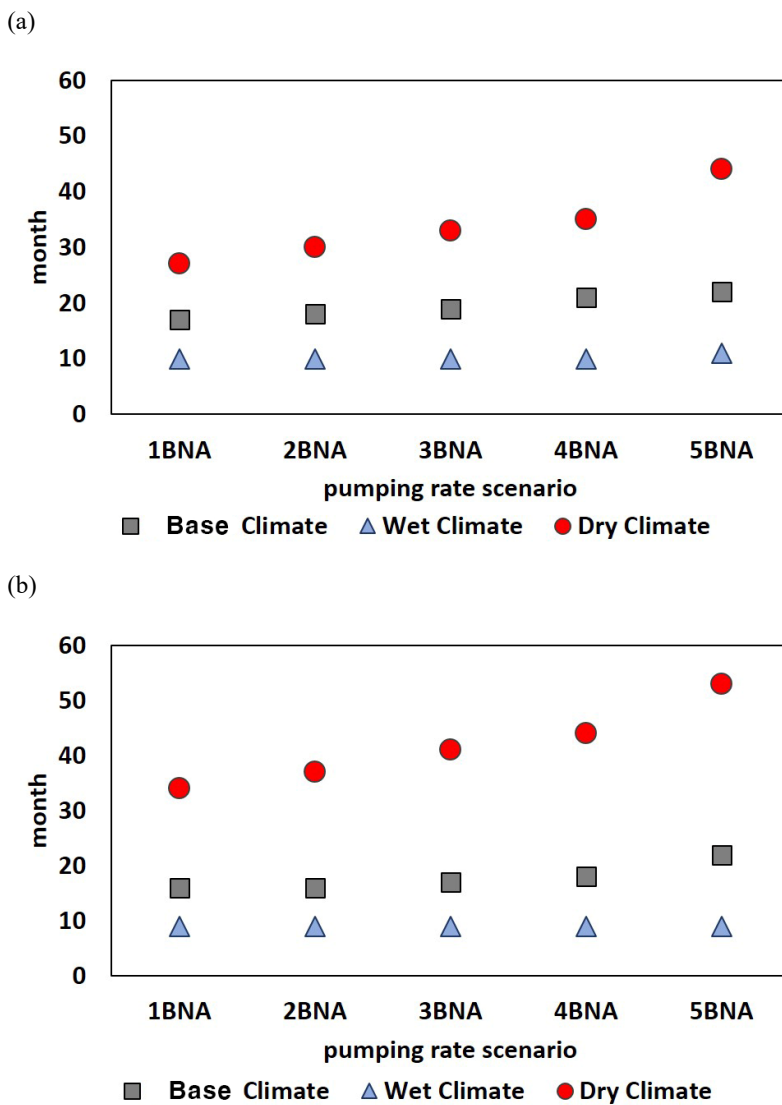 (a)
60
50
40
30
20
10
0
month
1BNA 2BNA 3BNA 4BNA 5BNA
pumping rate scenario
Base Climate Wet Climate Dry Climate
(b)
60
50
40
30
20
10
0
month
1BNA 2BNA 3BNA 4BNA 5BNA
pumping rate scenario
Base Climate Wet Climate Dry Climate